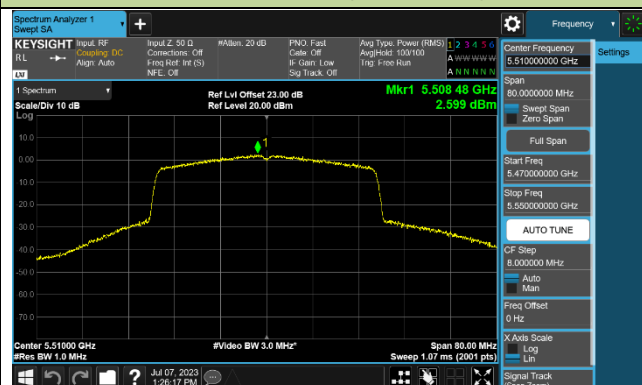 Spectrum Analyzer 1
Swept SA
+
Frequency
KEYSIGHT
RL
LXI
Input: RF
Coupling: DC
Align: Auto
Input Z: 50 Ω
Corrections: Off
Freq Ref: Int (S)
NFE: Off
#Atten: 20 dB
PNO: Fast
Gate: Off
IF Gain: Low
Sig Track: Off
Avg Type: Power (RMS)
Avg|Hold: 100/100
Trig: Free Run
1 2 3 4 5 6
A W W W W W
A N N N N N
1 Spectrum
Scale/Div 10 dB
Log
Ref Lvl Offset 23.00 dB
Ref Level 20.00 dBm
Mkr1 5.508 48 GHz
2.599 dBm
1
10.0
0.00
-10.0
-20.0
-30.0
-40.0
-50.0
-60.0
-70.0
Center 5.51000 GHz
#Res BW 1.0 MHz
#Video BW 3.0 MHz*
Span 80.00 MHz
Sweep 1.07 ms (2001 pts)
Jul 07, 2023
1:26:17 PM
Center Frequency
5.510000000 GHz
Settings
Span
80.0000000 MHz
Swept Span
Zero Span
Full Span
Start Freq
5.470000000 GHz
Stop Freq
5.550000000 GHz
AUTO TUNE
CF Step
8.000000 MHz
Auto
Man
Freq Offset
0 Hz
X Axis Scale
Log
Lin
Signal Track
(Span Zoom)